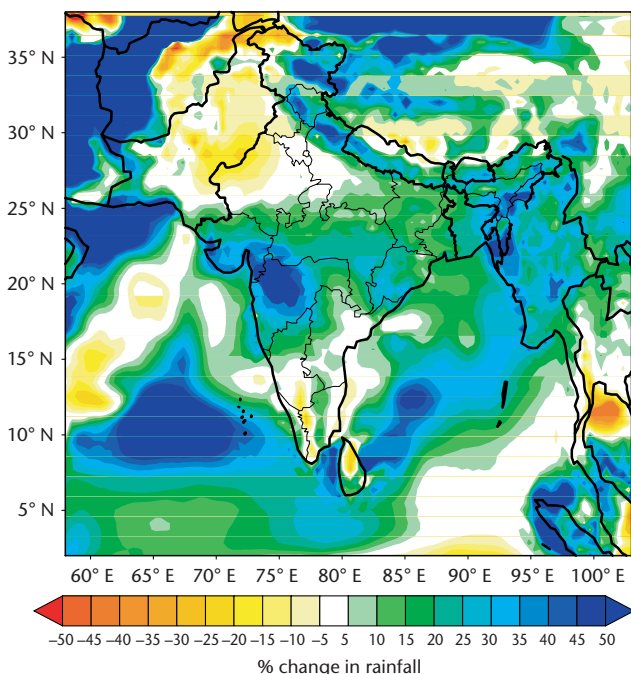 35° N
30° N
25° N
20° N
15° N
10° N
5° N
60° E 65° E 70° E 75° E 80° E 85° E 90° E 95° E 100° E
−50 −45 −40 −35 −30 −25 −20 −15 −10 −5 5 10 15 20 25 35 30 40 45 50
% change in rainfall